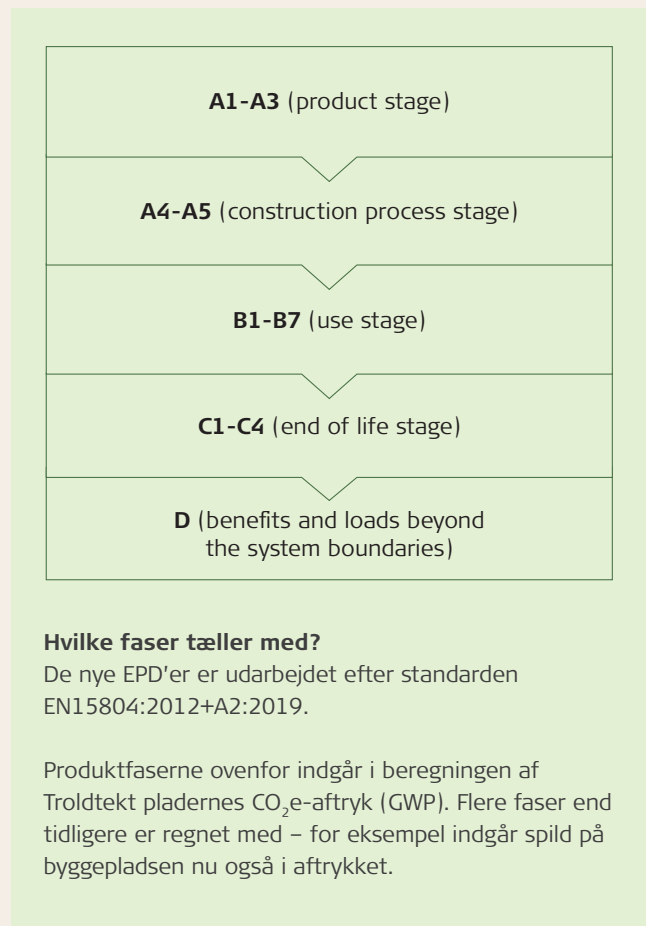 A1-A3 (product stage)
A4-A5 (construction process stage)
B1-B7 (use stage)
C1-C4 (end of life stage)
D (benefits and loads beyond
the system boundaries)
Hvilke faser tæller med?
De nye EPD'er er udarbejdet efter standarden
EN15804:2012+A2:2019.
Produktfaserne ovenfor indgår i beregningen af
Troldtekt pladernes CO₂e-aftryk (GWP). Flere faser end
tidligere er regnet med – for eksempel indgår spild på
byggepladsen nu også i aftrykket.